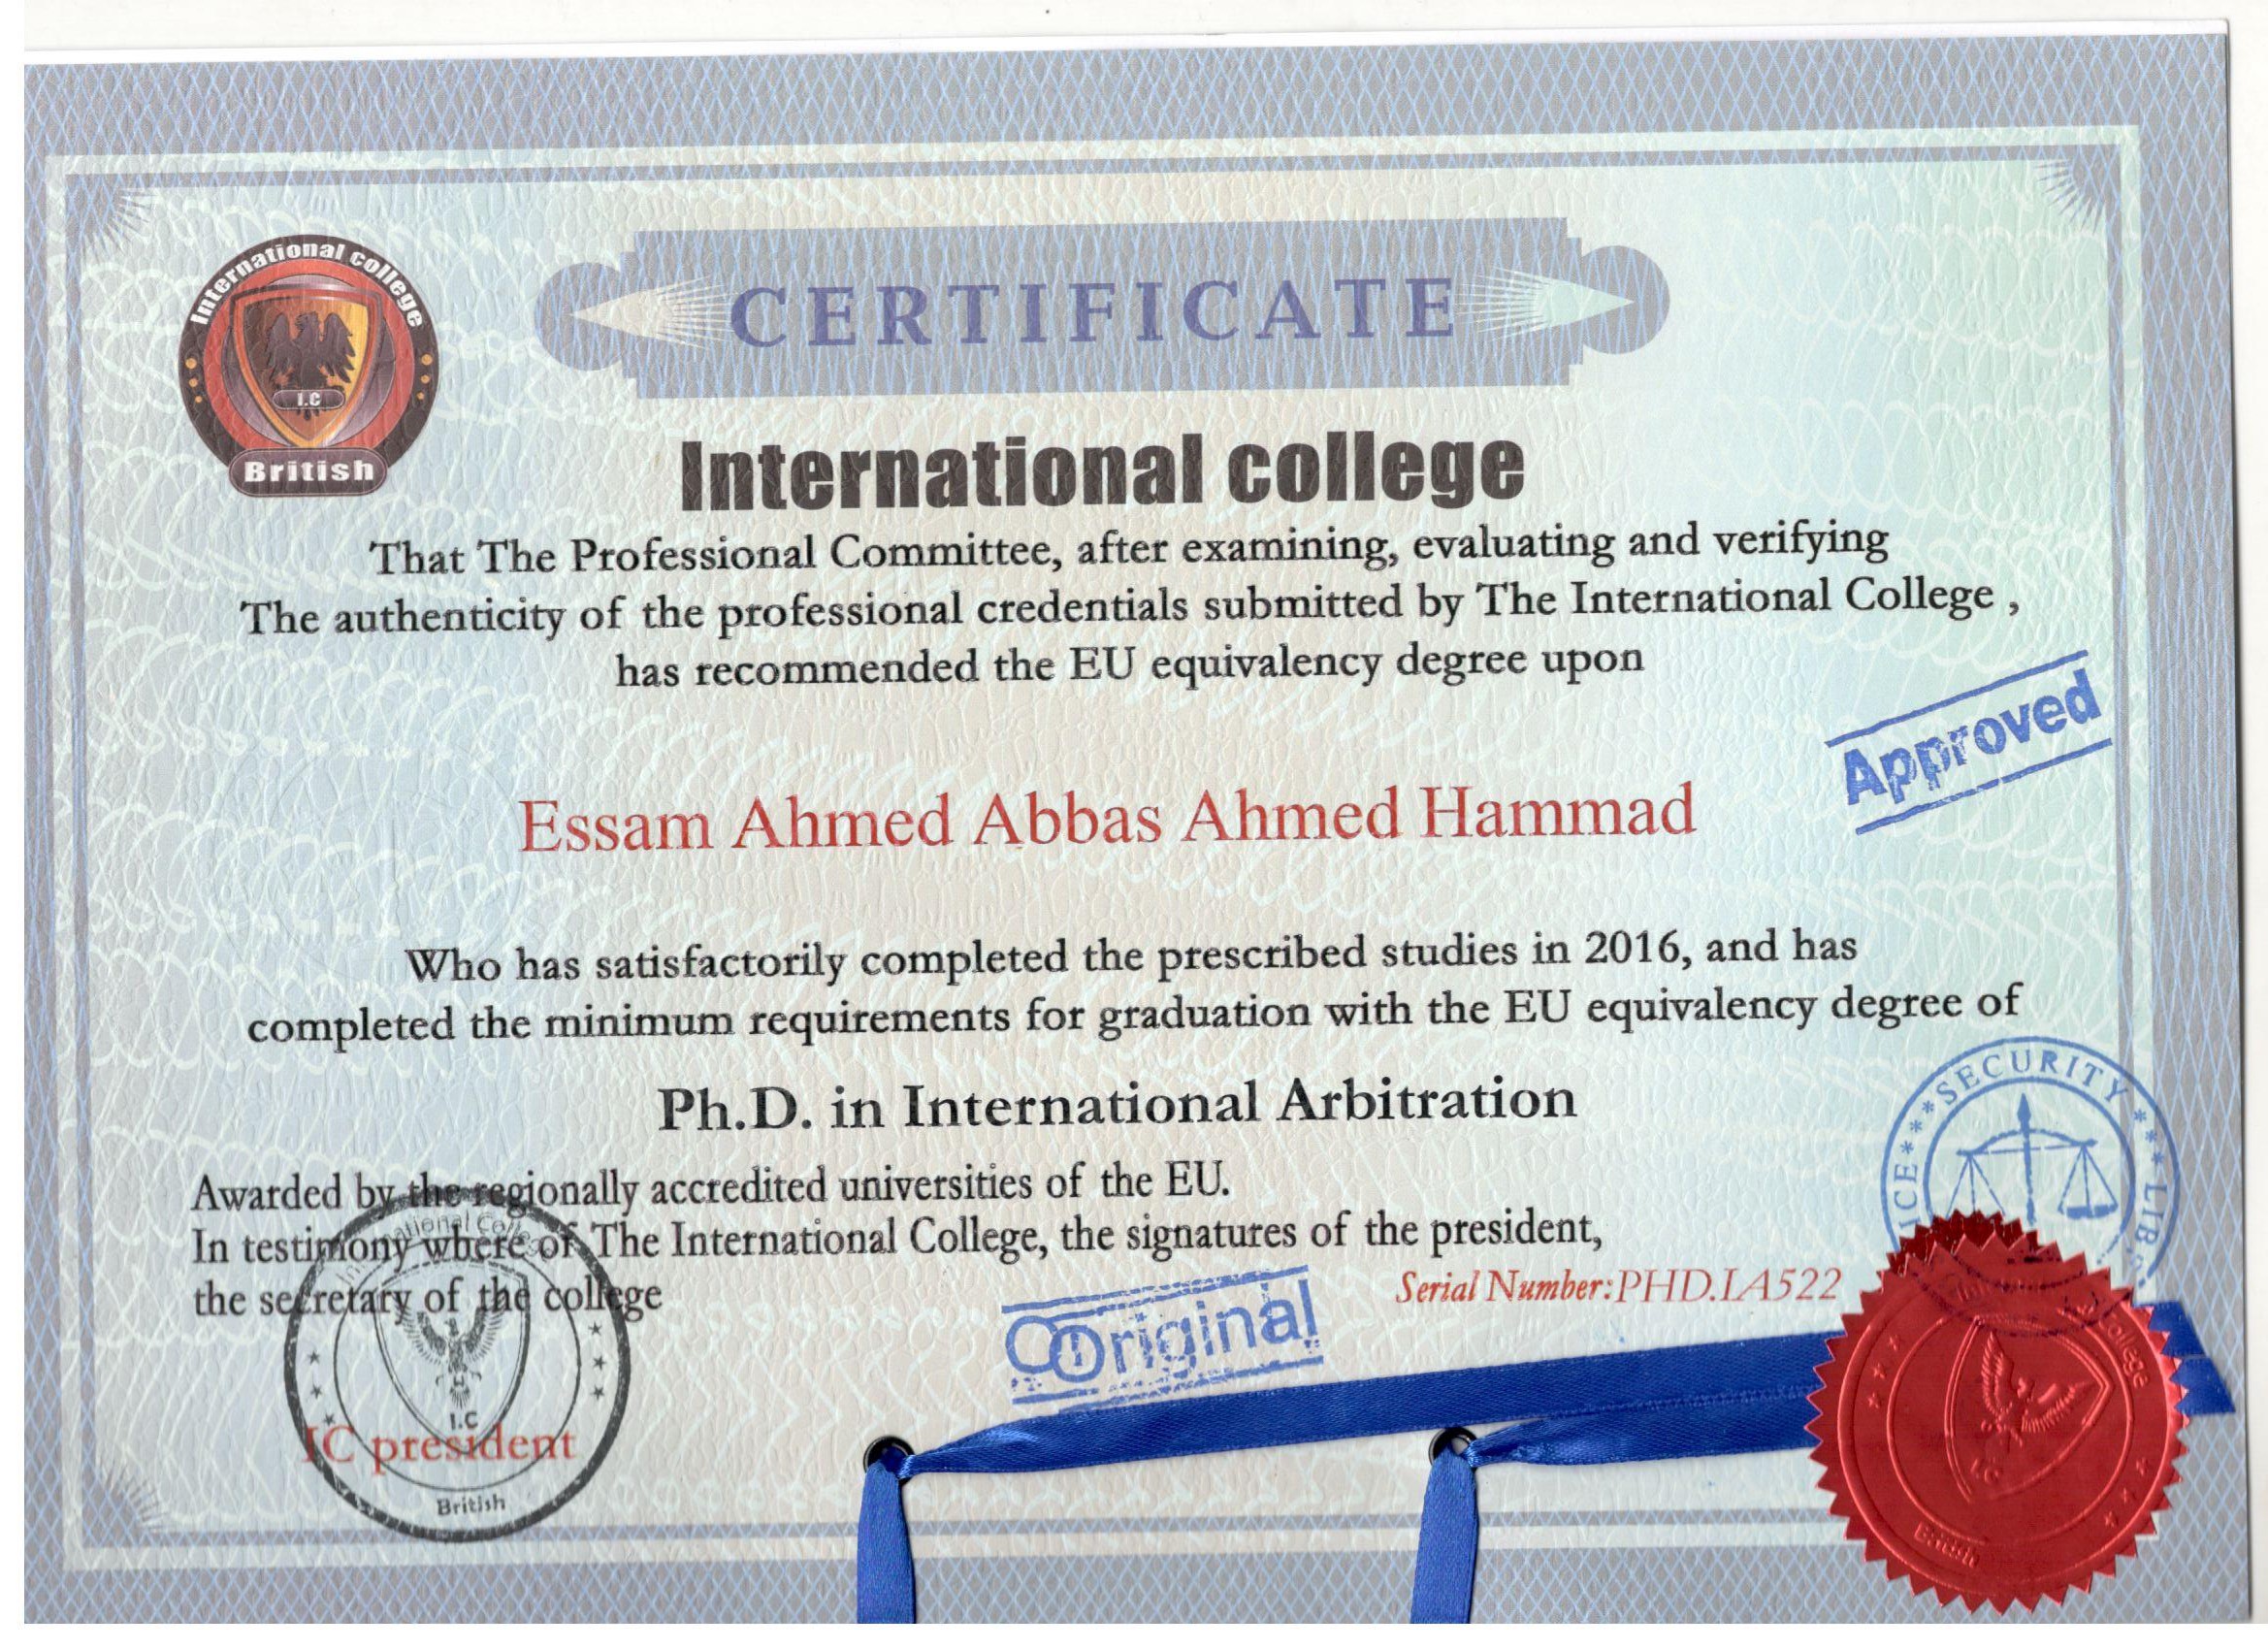 International college
I.C
British
CERTIFICATE
International college
That The Professional Committee, after examining, evaluating and verifying
The authenticity of the professional credentials submitted by The International College ,
has recommended the EU equivalency degree upon
Approved
Essam Ahmed Abbas Ahmed Hammad
Who has satisfactorily completed the prescribed studies in 2016, and has
completed the minimum requirements for graduation with the EU equivalency degree of
Ph.D. in International Arbitration
SECURITY
Awarded by the regionally accredited universities of the EU.
In testimony where of The International College, the signatures of the president,
the secretary of the college
Serial Number:PHD.IA522
Original
International College
I.C
IC president
British
College
I.C
British